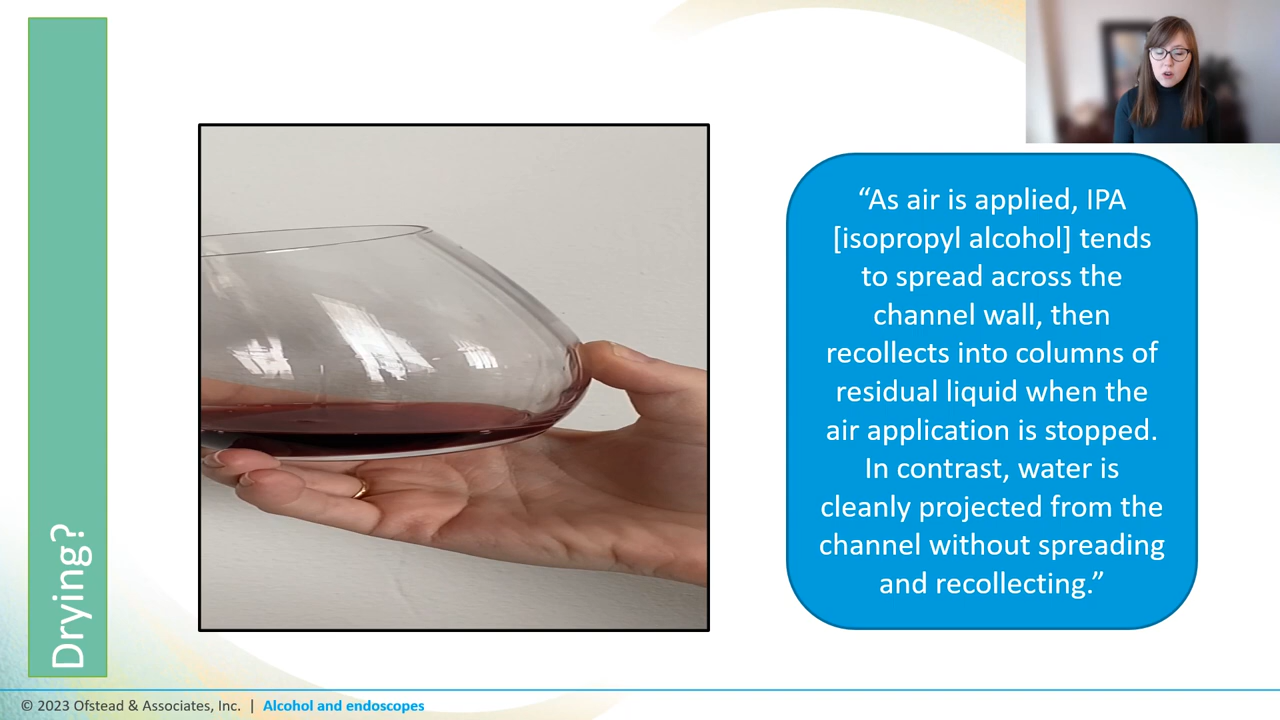 Drying?
“As air is applied, IPA
[isopropyl alcohol] tends
to spread across the
channel wall, then
recollects into columns of
residual liquid when the
air application is stopped.
In contrast, water is
cleanly projected from the
channel without spreading
and recollecting.”
© 2023 Ofstead & Associates, Inc. | Alcohol and endoscopes